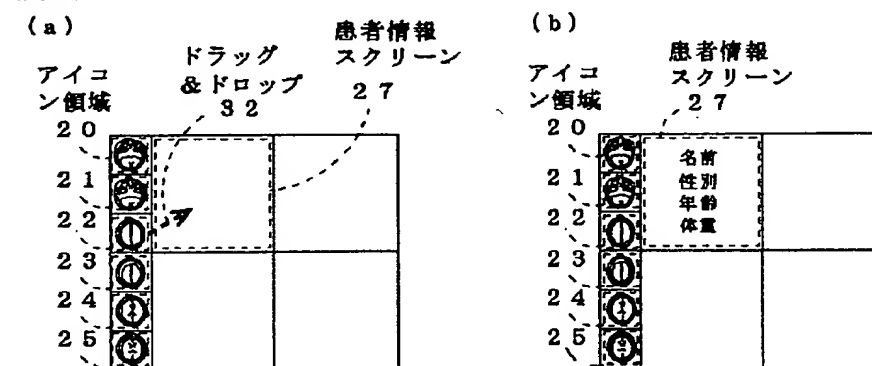 (a)
患者情報
スクリーン
27
ドラッグ
&ドロップ
32
アイコ
ン領域
20
21
22
23
24
25
(b)
患者情報
スクリーン
27
アイコ
ン領域
20
21
22
23
24
25
名前
性別
年齢
体重